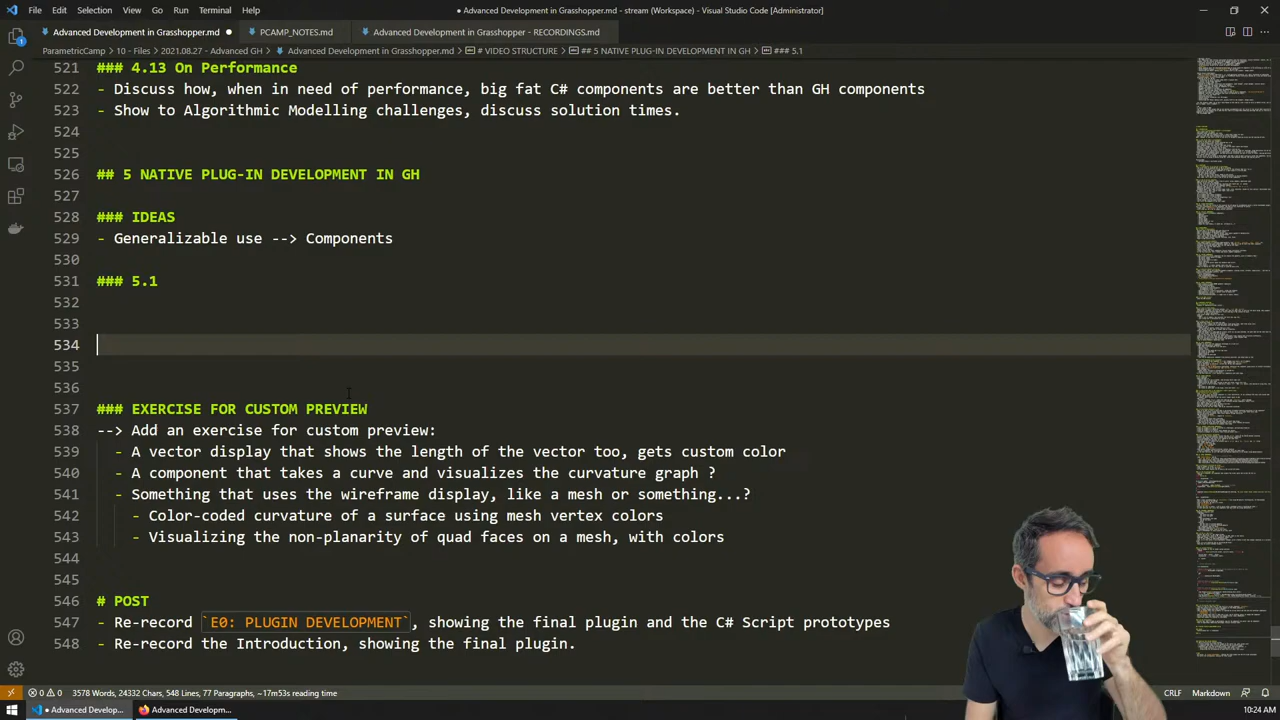 File Edit Selection View Go Run Terminal Help
● Advanced Development in Grasshopper.md - stream (Workspace) - Visual Studio Code [Administrator]
Advanced Development in Grasshopper.md ●
PCAMP_NOTES.md
Advanced Development in Grasshopper - RECORDINGS.md
ParametricCamp > 10 - Files > 2021.08.27 - Advanced GH > Advanced Development in Grasshopper.md > # VIDEO STRUCTURE > ## 5 NATIVE PLUG-IN DEVELOPMENT IN GH > ### 5.1
521 ### 4.13 On Performance
522 - Discuss how, when in need or performance, big fat C# components are better than GH components
523 - Show to Algorithmic Modelling challenges, discuss solution times.
524
525
526 ## 5 NATIVE PLUG-IN DEVELOPMENT IN GH
527
528 ### IDEAS
529 - Generalizable use --> Components
530
531 ### 5.1
532
533
534
535
536
537 ### EXERCISE FOR CUSTOM PREVIEW
538 --> Add an exercise for custom preview:
539 - A vector display that shows the length of the vector too, gets custom color
540 - A component that takes a curve and visualises the curvature graph ?
541 - Something that uses the wireframe display, like a mesh or something...?
542 - Color-coded curvature of a surface using mesh vertex colors
543 - Visualizing the non-planarity of quad faces on a mesh, with colors
544
545
546 # POST
547 - Re-record `E0: PLUGIN DEVELOPMENT`, showing the final plugin and the C# Script prototypes
548 - Re-record the Introduction, showing the final plugin.
0 0 3578 Words, 24332 Chars, 548 Lines, 77 Paragraphs, ~17m53s reading time
CRLF Markdown
● Advanced Developm...
Advanced Developm...
10:24 AM